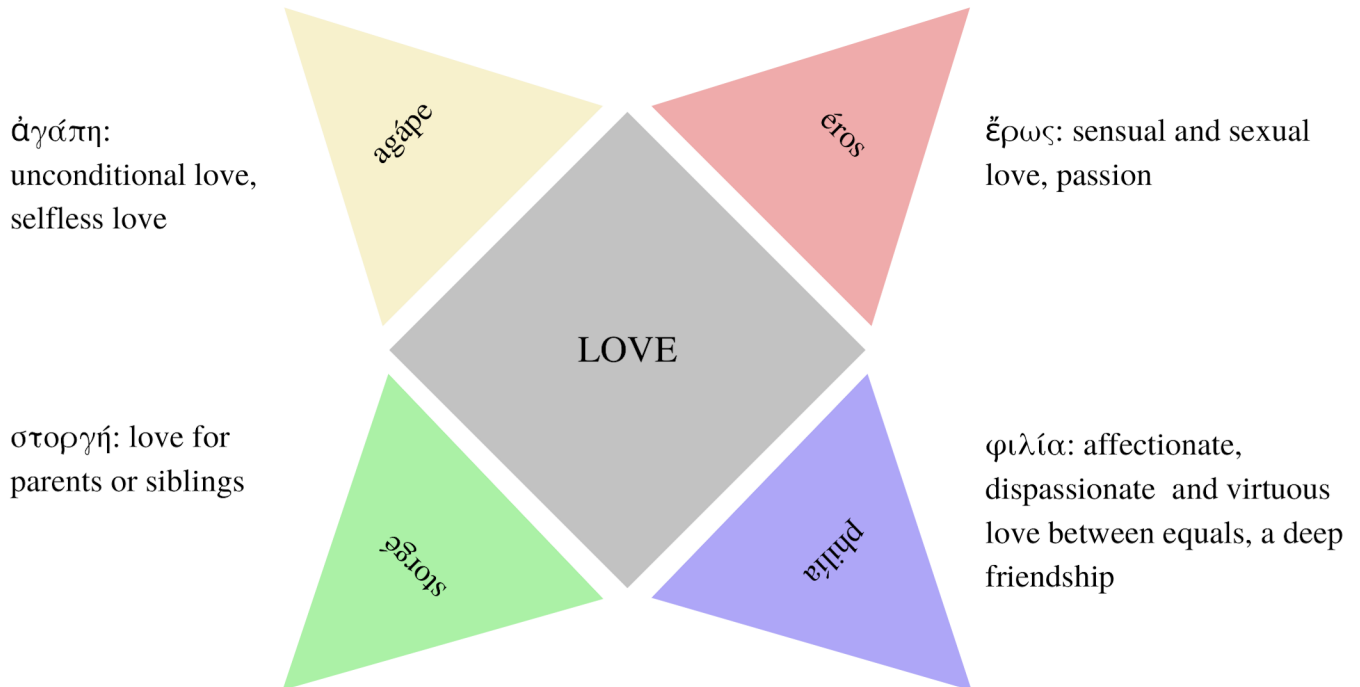 agápe
éros
ἀγάπη:
unconditional love,
selfless love
ἔρως: sensual and sexual
love, passion
LOVE
στοργή: love for
parents or siblings
φιλία: affectionate,
dispassionate  and virtuous
love between equals, a deep
friendship
storgé
philía